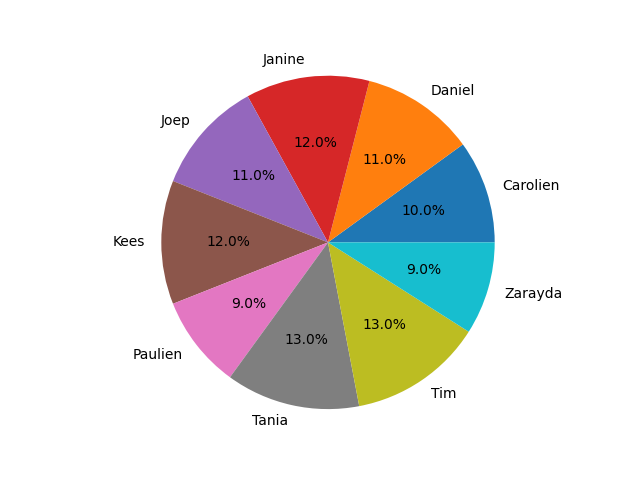 Janine
Daniel
Joep
12.0%
11.0%
11.0%
Carolien
10.0%
Kees
12.0%
9.0%
Zarayda
9.0%
13.0%
13.0%
Paulien
Tim
Tania